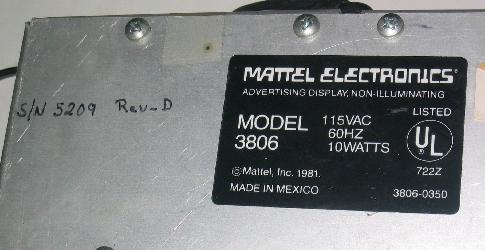 S/N 5209 Rev-D
MATTEL ELECTRONICS®
ADVERTISING DISPLAY, NON-ILLUMINATING
MODEL 3806
115VAC
60HZ
10WATTS
LISTED
UL
®
722Z
©Mattel, Inc. 1981.
MADE IN MEXICO
3806-0350